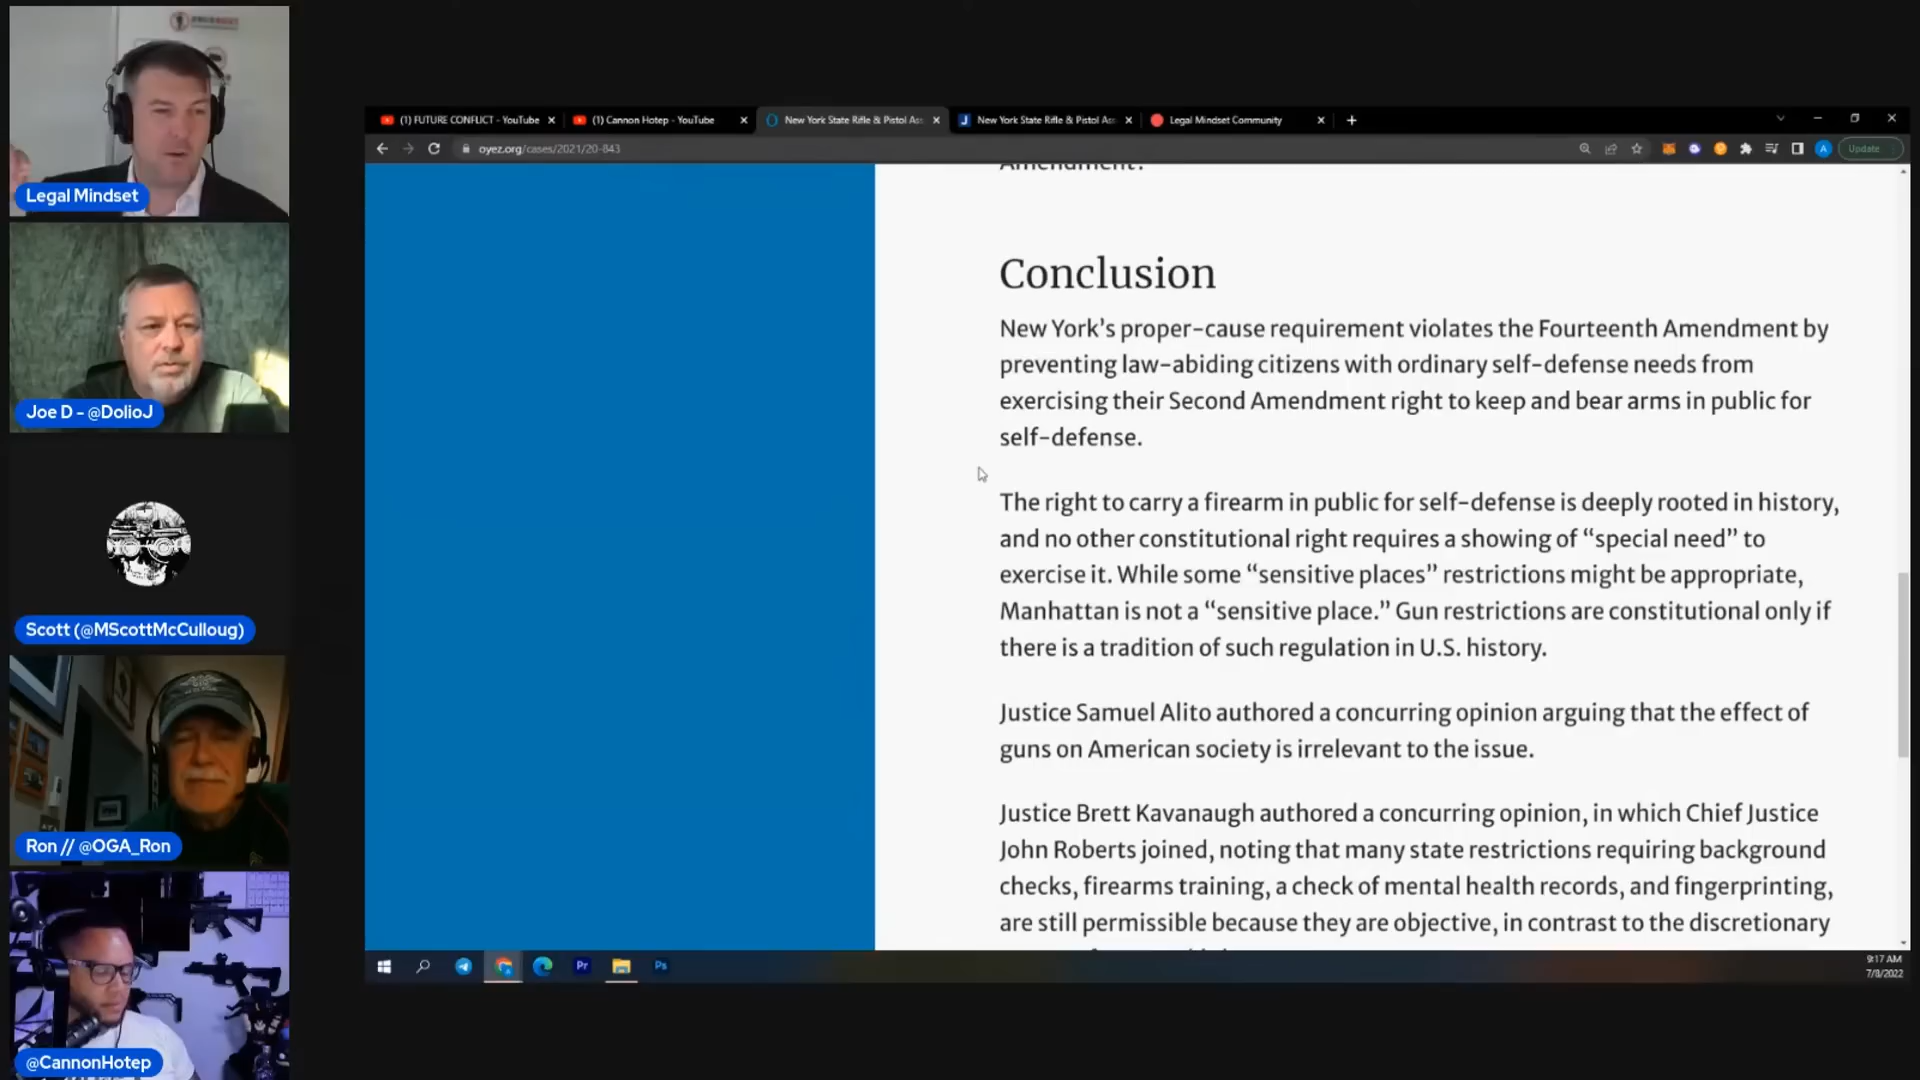 Legal Mindset
Joe D - @DolioJ
Scott (@MScottMcCulloug)
Ron // @OGA_Ron
@CannonHotep
(1) FUTURE CONFLICT - YouTube
(1) Cannon Hotep - YouTube
New York State Rifle & Pistol As
New York State Rifle & Pistol As
Legal Mindset Community
oyez.org/cases/2021/20-843
Update
Amendment?
Conclusion
New York’s proper-cause requirement violates the Fourteenth Amendment by
preventing law-abiding citizens with ordinary self-defense needs from
exercising their Second Amendment right to keep and bear arms in public for
self-defense.
The right to carry a firearm in public for self-defense is deeply rooted in history,
and no other constitutional right requires a showing of “special need” to
exercise it. While some “sensitive places” restrictions might be appropriate,
Manhattan is not a “sensitive place.” Gun restrictions are constitutional only if
there is a tradition of such regulation in U.S. history.
Justice Samuel Alito authored a concurring opinion arguing that the effect of
guns on American society is irrelevant to the issue.
Justice Brett Kavanaugh authored a concurring opinion, in which Chief Justice
John Roberts joined, noting that many state restrictions requiring background
checks, firearms training, a check of mental health records, and fingerprinting,
are still permissible because they are objective, in contrast to the discretionary
Pr
Ps
9:17 AM
7/8/2022